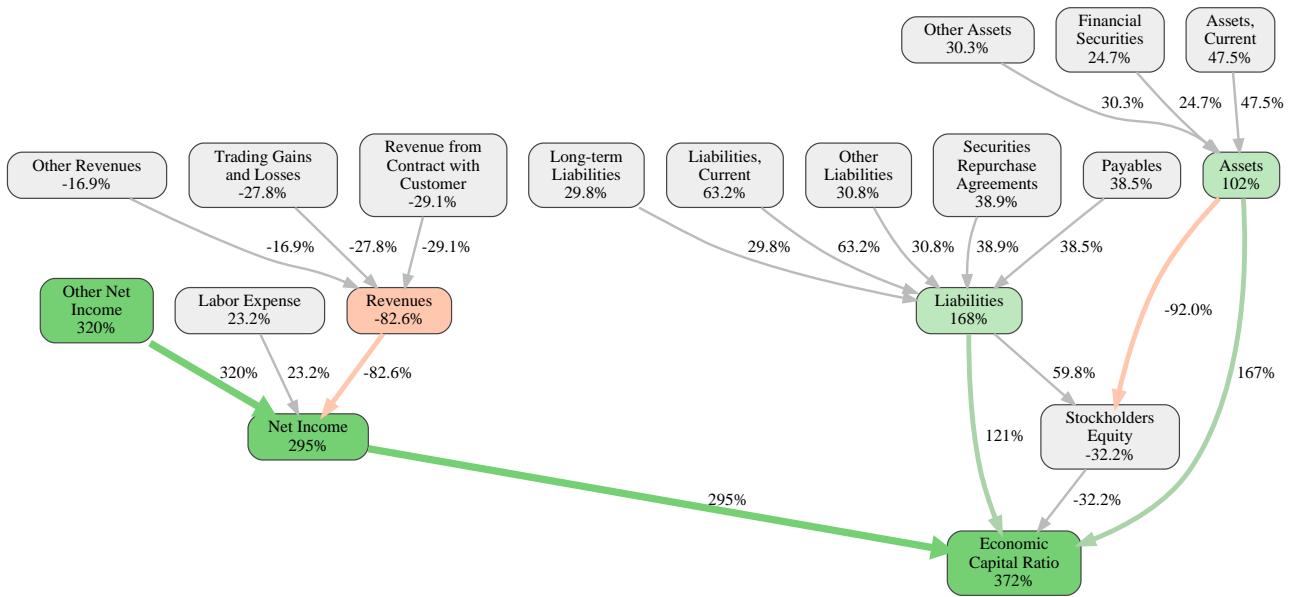 Other Assets
30.3%
Financial
Securities
24.7%
Assets,
Current
47.5%
30.3%
24.7%
47.5%
Other Revenues
-16.9%
Trading Gains
and Losses
-27.8%
Revenue from
Contract with
Customer
-29.1%
Long-term
Liabilities
29.8%
Liabilities,
Current
63.2%
Other
Liabilities
30.8%
Securities
Repurchase
Agreements
38.9%
Payables
38.5%
Assets
102%
-16.9%
-27.8%
-29.1%
29.8%
63.2%
30.8%
38.9%
38.5%
Other Net
Income
320%
Labor Expense
23.2%
Revenues
-82.6%
Liabilities
168%
-92.0%
320%
23.2%
-82.6%
59.8%
167%
Net Income
295%
121%
Stockholders
Equity
-32.2%
295%
-32.2%
Economic
Capital Ratio
372%